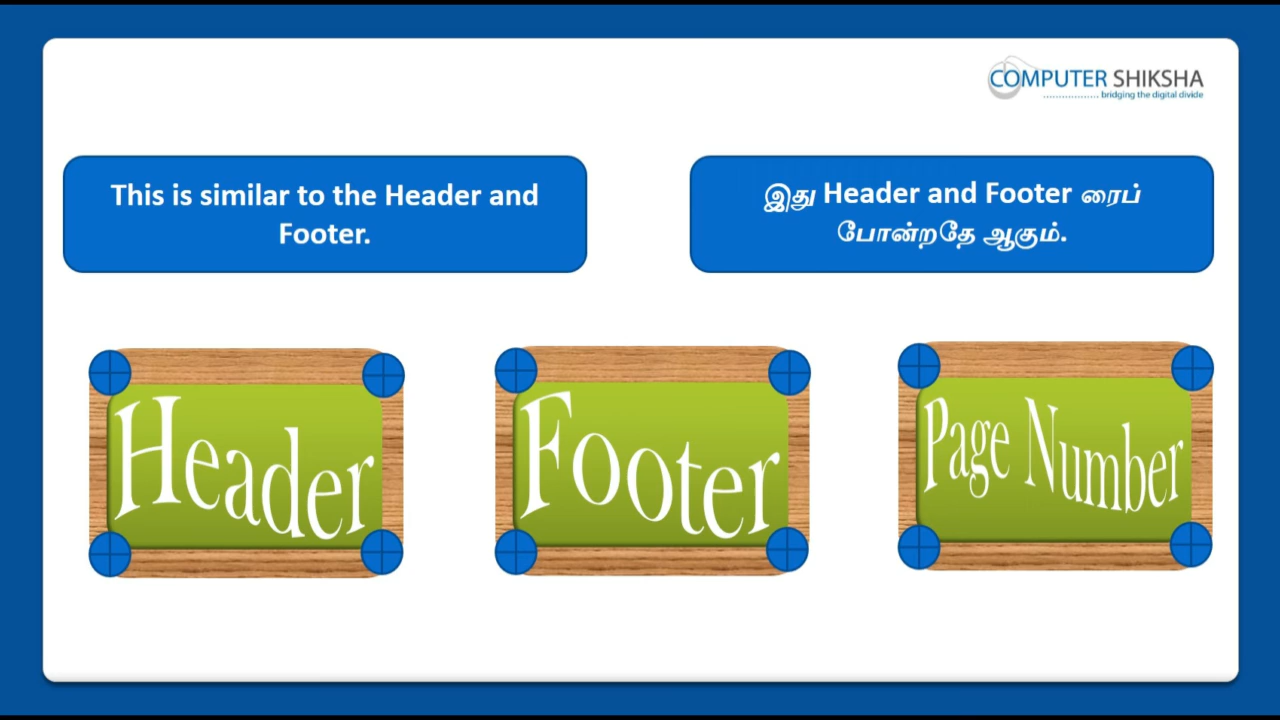 COMPUTER SHIKSHA
bridging the digital divide
This is similar to the Header and
Footer.
இது Header and Footer ரைப்
போன்றதே ஆகும்.
Header
Footer
Page Number